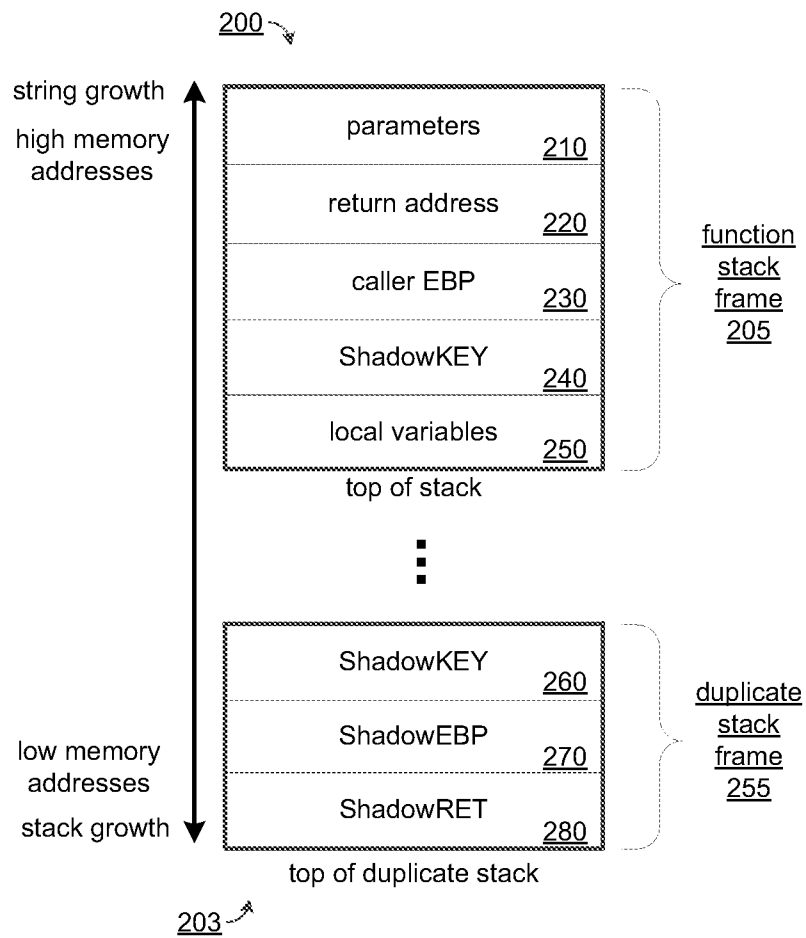 200
string growth
high memory
addresses
parameters
210
return address
220
caller EBP
230
ShadowKEY
240
local variables
250
function
stack
frame
205
top of stack
ShadowKEY
260
ShadowEBP
270
ShadowRET
280
duplicate
stack
frame
255
low memory
addresses
stack growth
top of duplicate stack
203